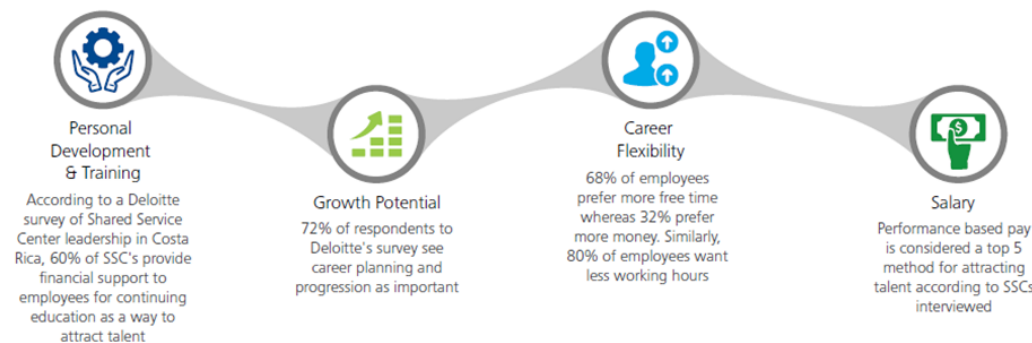 Personal
Development
& Training
According to a Deloitte
survey of Shared Service
Center leadership in Costa
Rica, 60% of SSC's provide
financial support to
employees for continuing
education as a way to
attract talent
Growth Potential
72% of respondents to
Deloitte's survey see
career planning and
progression as important
Career
Flexibility
68% of employees
prefer more free time
whereas 32% prefer
more money. Similarly,
80% of employees want
less working hours
$
Salary
Performance based pay
is considered a top 5
method for attracting
talent according to SSCs
interviewed